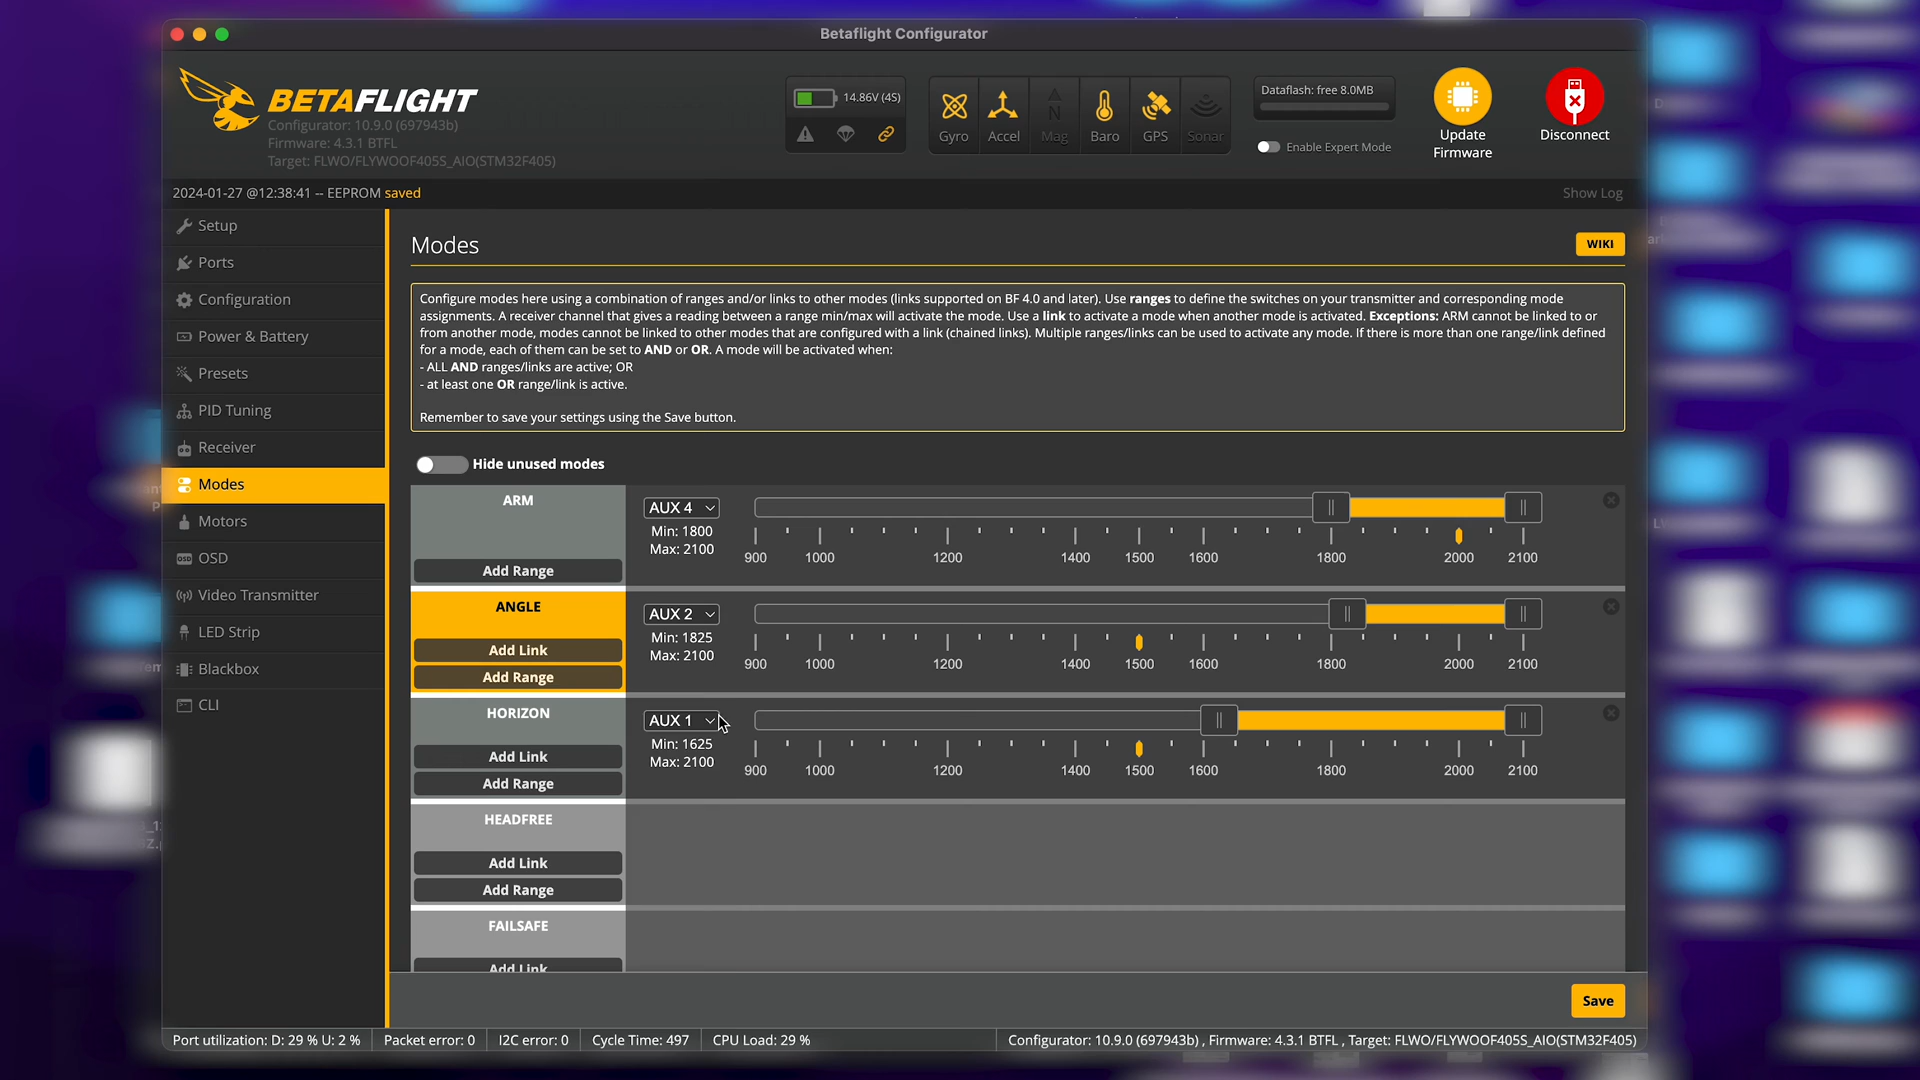 Betaflight Configurator
BETAFLIGHT
Configurator: 10.9.0 (697943b)
Firmware: 4.3.1 BTFL
Target: FLWO/FLYWOOF405S_AIO(STM32F405)
14.86V (4S)
Gyro
Accel
Mag
Baro
GPS
Sonar
Dataflash: free 8.0MB
Enable Expert Mode
Update
Firmware
Disconnect
2024-01-27 @12:38:41 -- EEPROM saved
Show Log
Setup
Ports
Configuration
Power & Battery
Presets
PID Tuning
Receiver
Modes
Motors
OSD
Video Transmitter
LED Strip
Blackbox
CLI
Modes
WIKI
Configure modes here using a combination of ranges and/or links to other modes (links supported on BF 4.0 and later). Use ranges to define the switches on your transmitter and corresponding mode
assignments. A receiver channel that gives a reading between a range min/max will activate the mode. Use a link to activate a mode when another mode is activated. Exceptions: ARM cannot be linked to or
from another mode, modes cannot be linked to other modes that are configured with a link (chained links). Multiple ranges/links can be used to activate any mode. If there is more than one range/link defined
for a mode, each of them can be set to AND or OR. A mode will be activated when:
- ALL AND ranges/links are active; OR
- at least one OR range/link is active.
Remember to save your settings using the Save button.
Hide unused modes
ARM
Add Range
AUX 4
Min: 1800
Max: 2100
900 1000 1200 1400 1500 1600 1800 2000 2100
ANGLE
Add Link
Add Range
AUX 2
Min: 1825
Max: 2100
900 1000 1200 1400 1500 1600 1800 2000 2100
HORIZON
Add Link
Add Range
AUX 1
Min: 1625
Max: 2100
900 1000 1200 1400 1500 1600 1800 2000 2100
HEADFREE
Add Link
Add Range
FAILSAFE
Add Link
Save
Port utilization: D: 29 % U: 2 %
Packet error: 0
I2C error: 0
Cycle Time: 497
CPU Load: 29 %
Configurator: 10.9.0 (697943b) , Firmware: 4.3.1 BTFL , Target: FLWO/FLYWOOF405S_AIO(STM32F405)